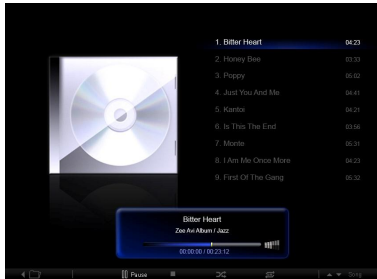 1. Bitter Heart 04:23
2. Honey Bee 03:33
3. Poppy 05:02
4. Just You And Me 04:41
5. Kantoi 04:21
6. Is This The End 03:56
7. Monte 05:31
8. I Am Me Once More 04:23
9. First Of The Gang 05:32
Bitter Heart
Zee Avi Album / Jazz
00:00:00 / 00:23:12
Pause
Song